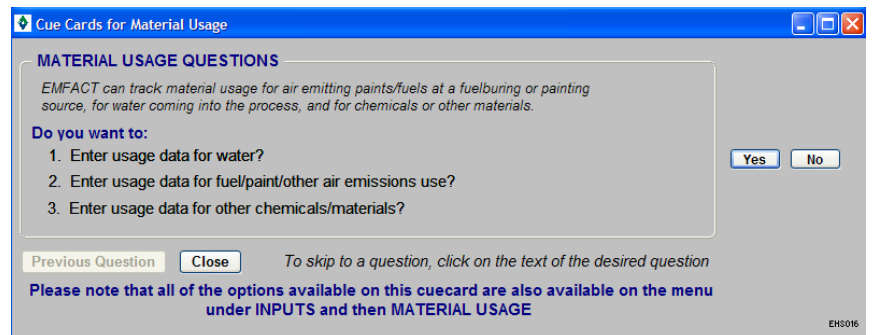 Cue Cards for Material Usage
MATERIAL USAGE QUESTIONS
EMFACT can track material usage for air emitting paints/fuels at a fuelburing or painting
source, for water coming into the process, and for chemicals or other materials.
Do you want to:
1. Enter usage data for water?
2. Enter usage data for fuel/paint/other air emissions use?
3. Enter usage data for other chemicals/materials?
Yes No
Previous Question Close To skip to a question, click on the text of the desired question
Please note that all of the options available on this cuecard are also available on the menu
under INPUTS and then MATERIAL USAGE
EHS016